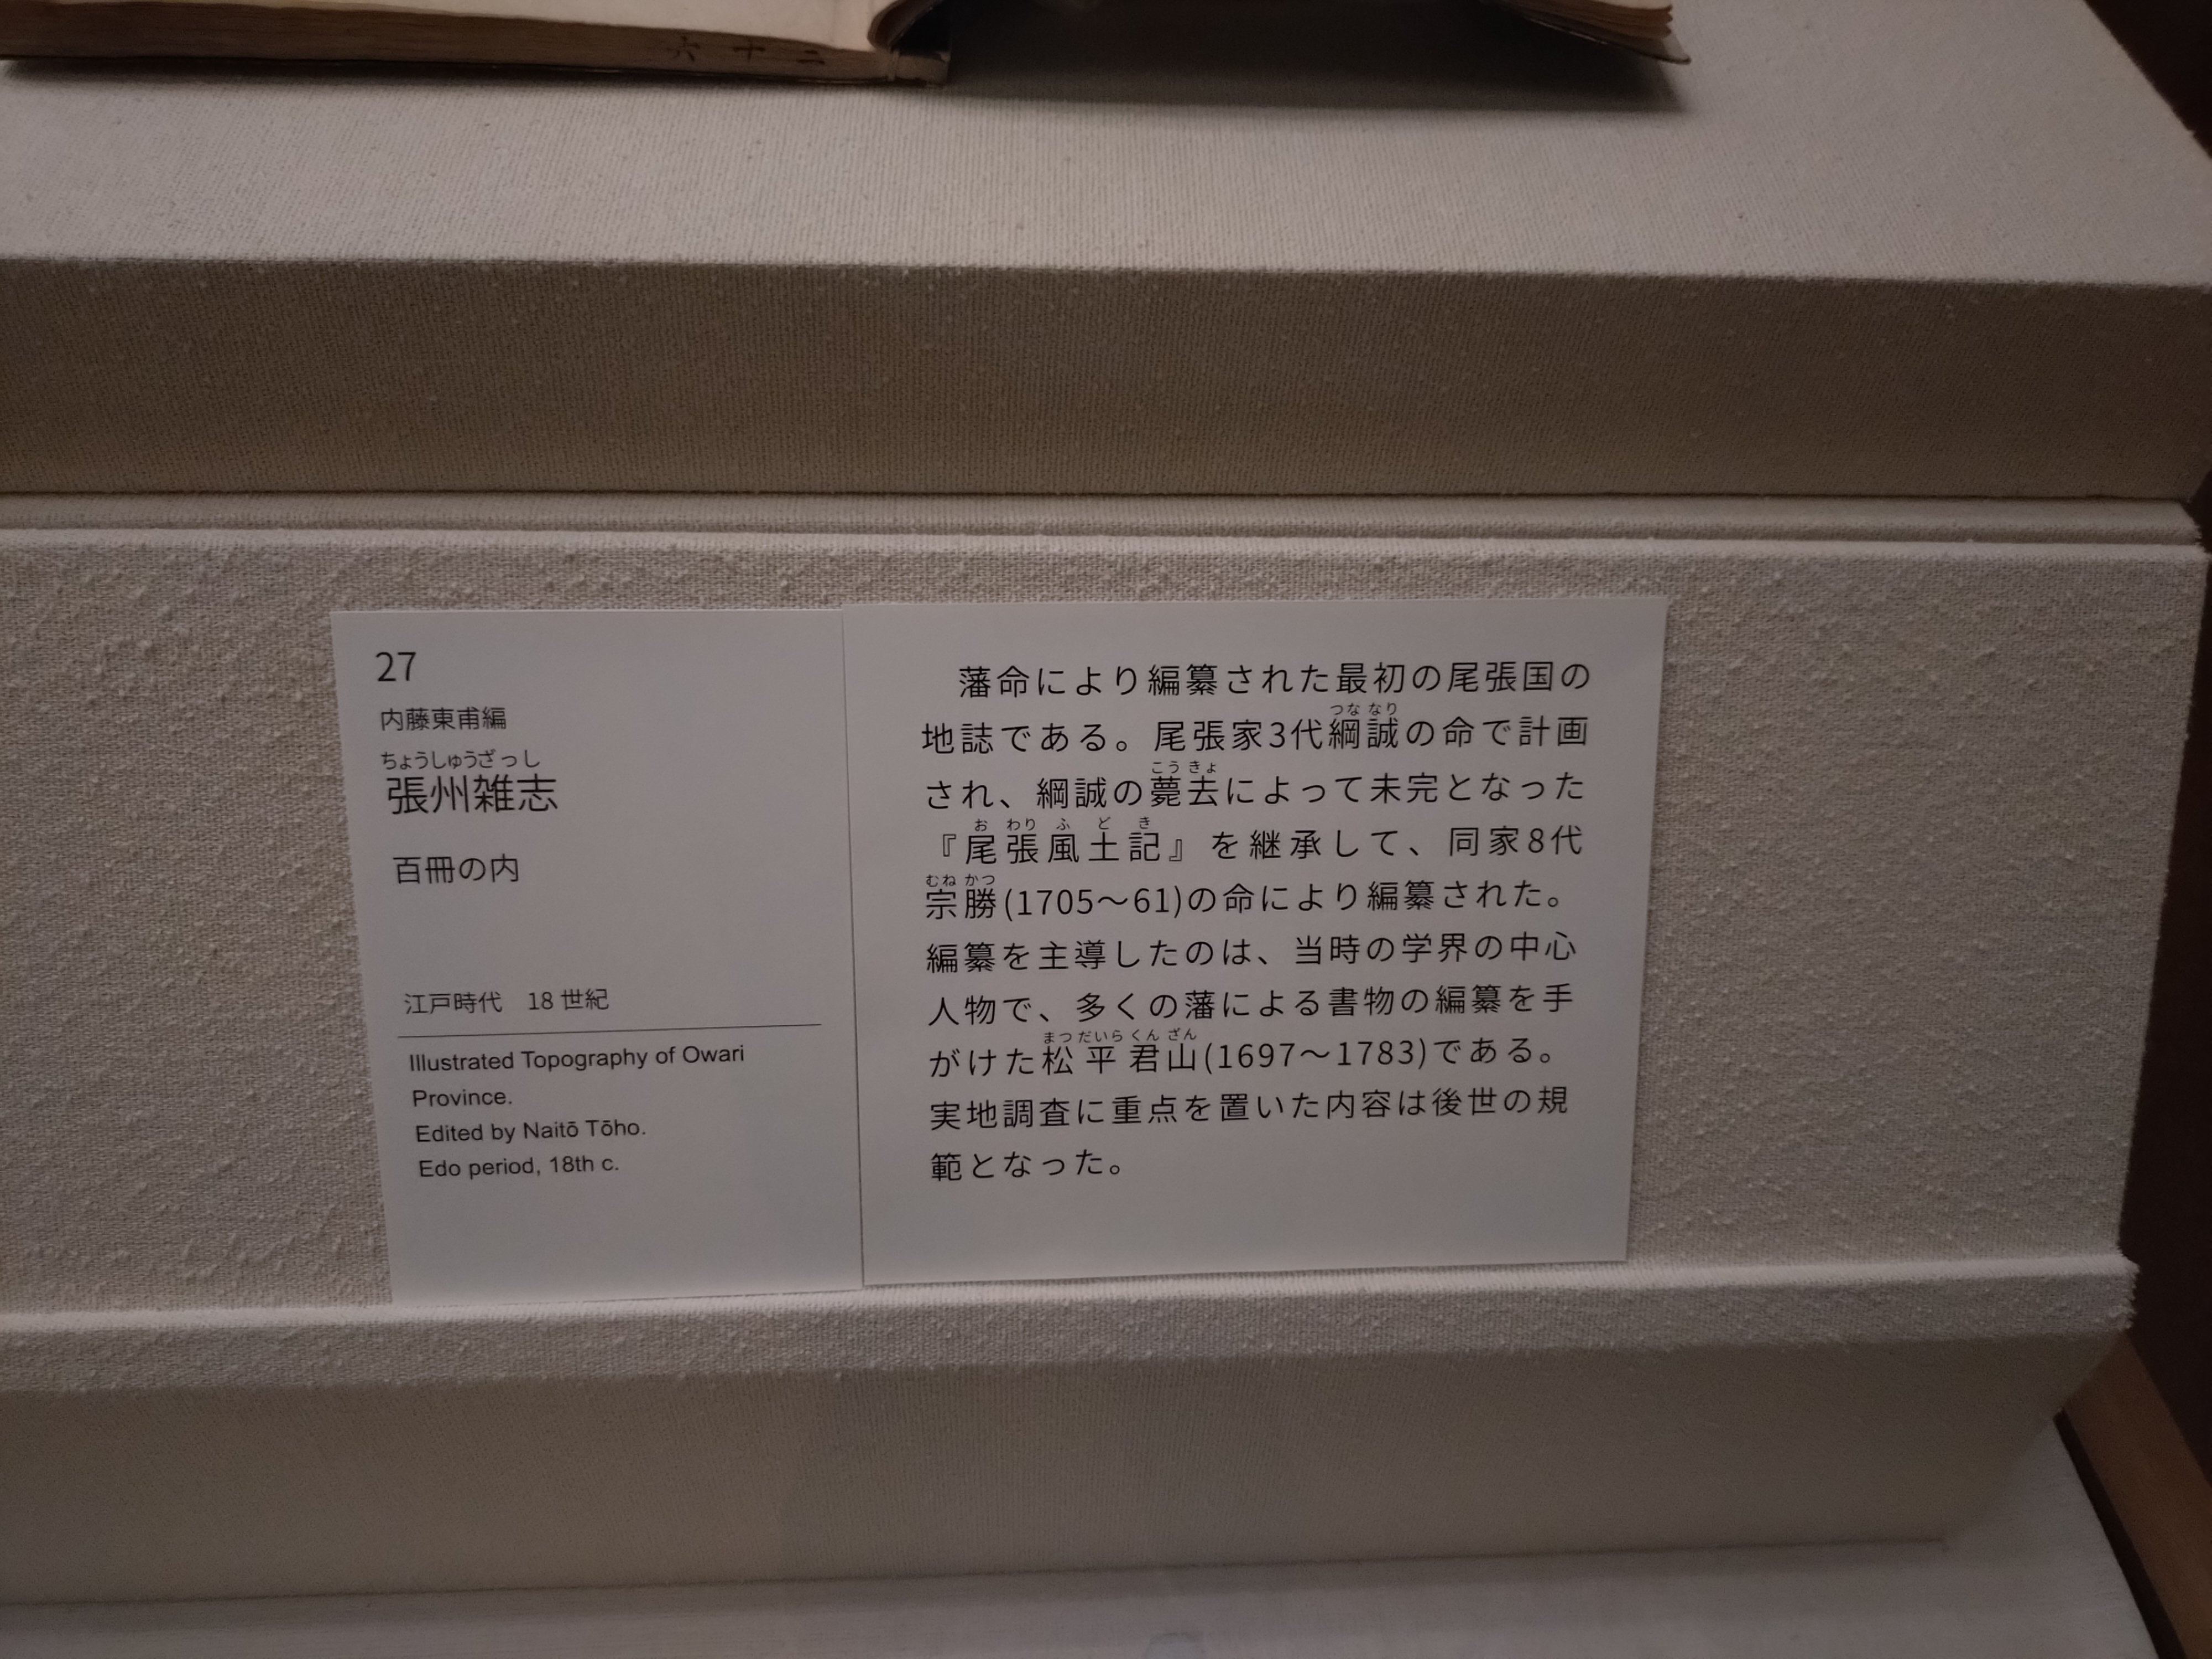 六十二
27
内藤東甫編
ちょうしゅうざっし
張州雑志
百冊の内
江戸時代　18世紀
Illustrated Topography of Owari
Province.
Edited by Naitō Tōho.
Edo period, 18th c.
藩命により編纂された最初の尾張国の
つななり
地誌である。尾張家3代綱誠の命で計画
こうきょ
され、綱誠の薨去によって未完となった
おわりふどき
『尾張風土記』を継承して、同家8代
むねかつ
宗勝(1705～61)の命により編纂された。
編纂を主導したのは、当時の学界の中心
人物で、多くの藩による書物の編纂を手
まつだいらくんざん
がけた松平君山(1697～1783)である。
実地調査に重点を置いた内容は後世の規
範となった。